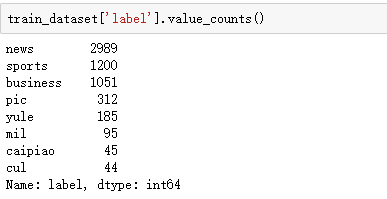 train_dataset['label'].value_counts()
news 2989
sports 1200
business 1051
pic 312
yule 185
mil 95
caipiao 45
cul 44
Name: label, dtype: int64